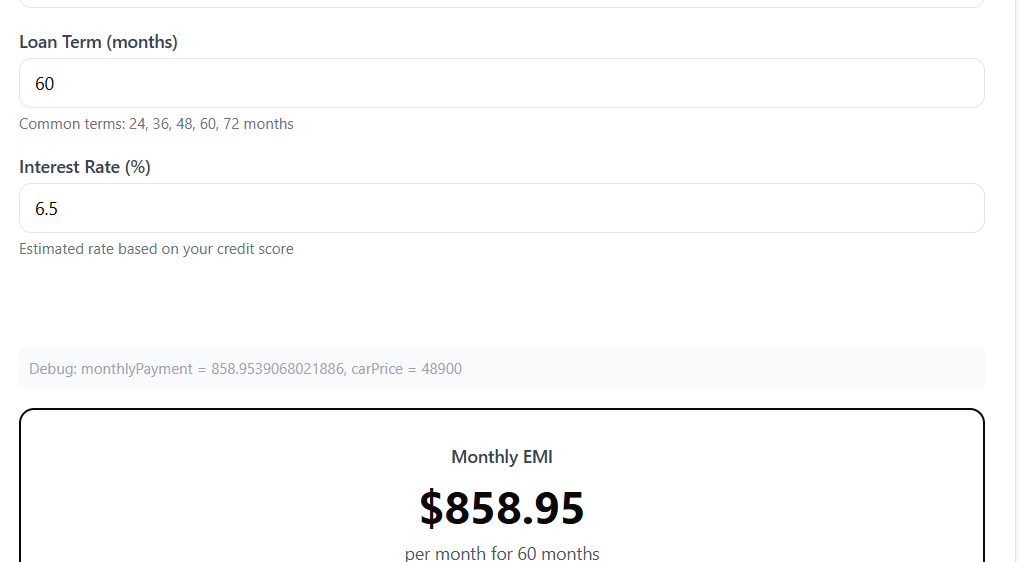 Loan Term (months)
60
Common terms: 24, 36, 48, 60, 72 months
Interest Rate (%)
6.5
Estimated rate based on your credit score
Debug: monthlyPayment = 858.9539068021886, carPrice = 48900
Monthly EMI
$858.95
per month for 60 months